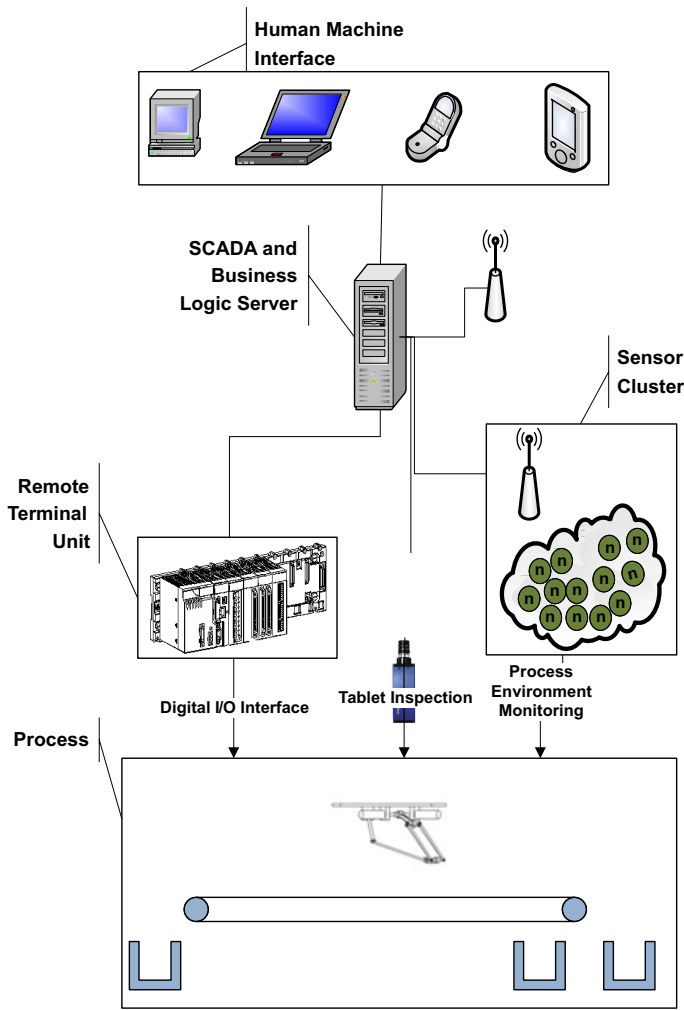 Human Machine
Interface
SCADA and
Business
Logic Server
Sensor
Cluster
Remote
Terminal
Unit
n
n
n
n
n
n
n
n
n
n
n
n
n
Digital I/O Interface
Tablet Inspection
Process
Environment
Monitoring
Process